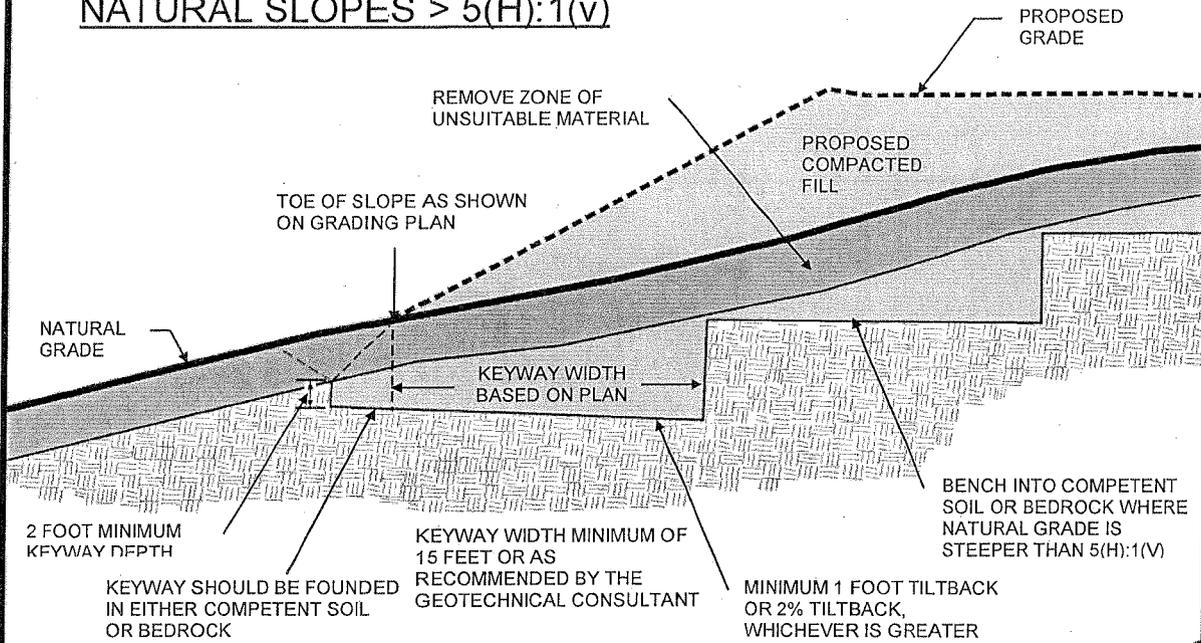 NATURAL SLOPES > 5(H):1(v)
PROPOSED
GRADE
REMOVE ZONE OF
UNSUITABLE MATERIAL
PROPOSED
COMPACTED
FILL
TOE OF SLOPE AS SHOWN
ON GRADING PLAN
NATURAL
GRADE
KEYWAY WIDTH
BASED ON PLAN
2 FOOT MINIMUM
KEYWAY DEPTH
KEYWAY SHOULD BE FOUNDED
IN EITHER COMPETENT SOIL
OR BEDROCK
KEYWAY WIDTH MINIMUM OF
15 FEET OR AS
RECOMMENDED BY THE
GEOTECHNICAL CONSULTANT
MINIMUM 1 FOOT TILTBACK
OR 2% TILTBACK,
WHICHEVER IS GREATER
BENCH INTO COMPETENT
SOIL OR BEDROCK WHERE
NATURAL GRADE IS
STEEPER THAN 5(H):1(V)